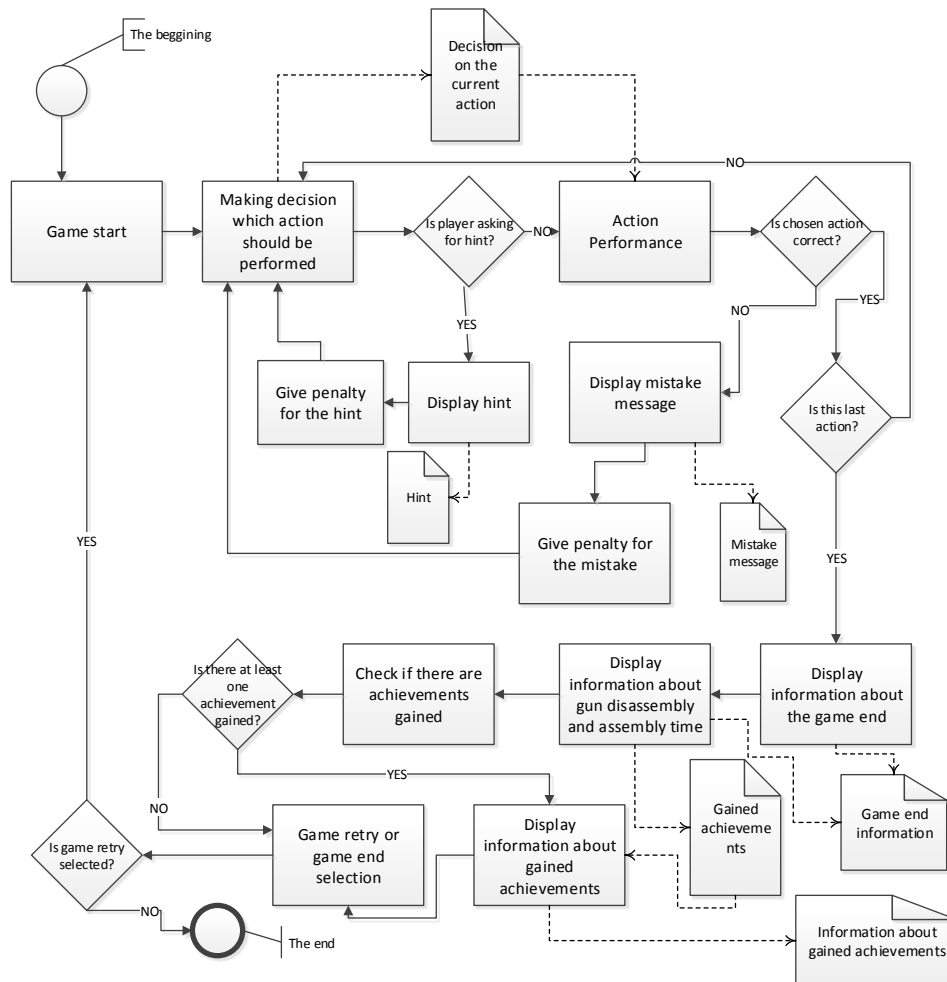 The beggining
Decision
on the
current
action
NO
Game start
Making decision
which action
should be
performed
Is player asking
for hint?
NO
Action
Performance
Is chosen action
correct?
YES
NO
YES
Give penalty
for the hint
Display hint
Display mistake
message
Is this last
action?
Hint
Give penalty for
the mistake
Mistake
message
YES
YES
Is there at least
one
achievement
gained?
Check if there are
achievements
gained
Display
information about
gun disassembly
and assembly time
Display
information about
the game end
YES
NO
Is game retry
selected?
Game retry or
game end
selection
Display
information about
gained
achievements
Gained
achieveme
nts
Game end
information
NO
The end
Information about
gained achievements